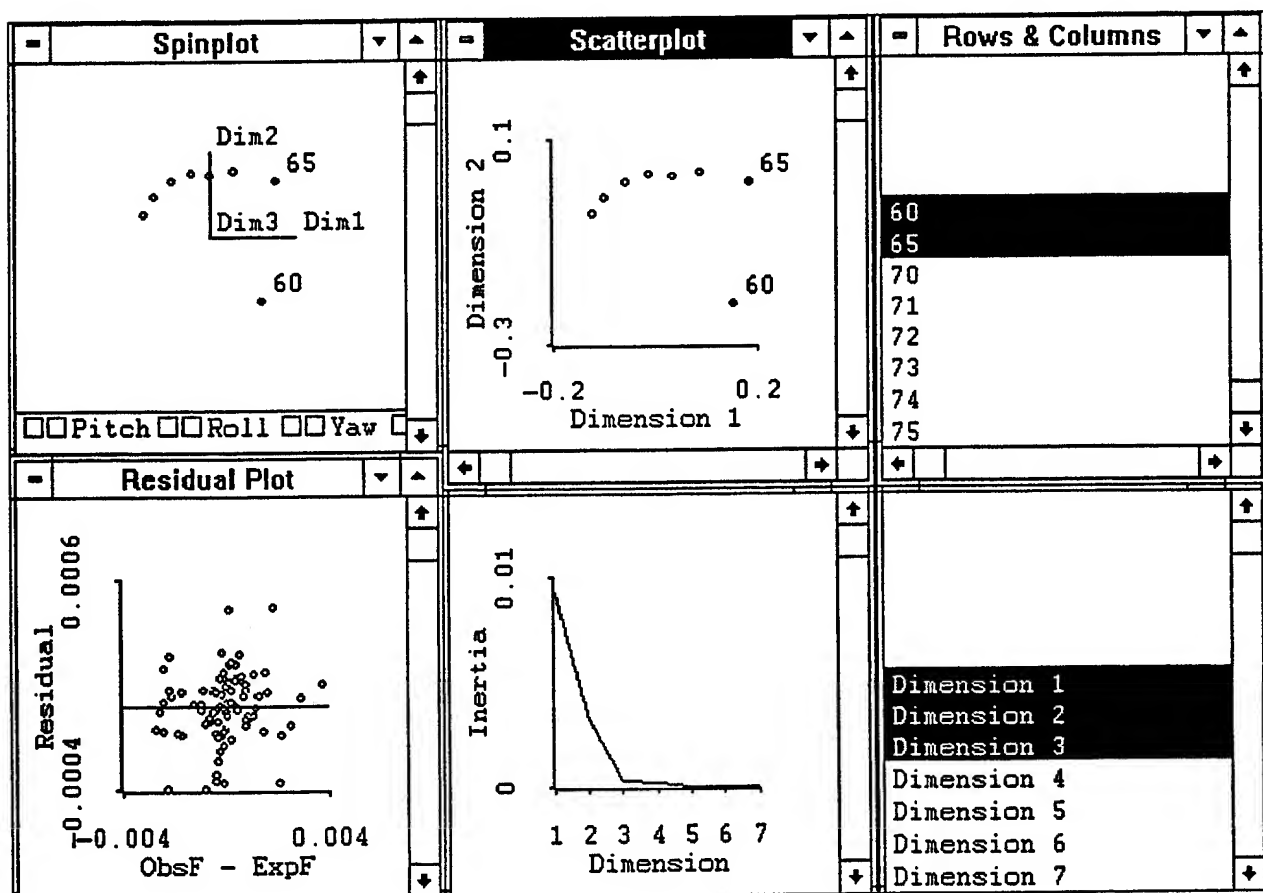 Spinplot
Dim2
65
Dim3 Dim1
60
Pitch Roll Yaw
Scatterplot
Dimension 2
0.1
-0.3
65
60
-0.2 0.2
Dimension 1
Rows & Columns
60
65
70
71
72
73
74
75
Residual Plot
Residual
0.0006
-0.0004
-0.004 0.004
ObsF - ExpF
Inertia
0.01
0
1 2 3 4 5 6 7
Dimension
Dimension 1
Dimension 2
Dimension 3
Dimension 4
Dimension 5
Dimension 6
Dimension 7